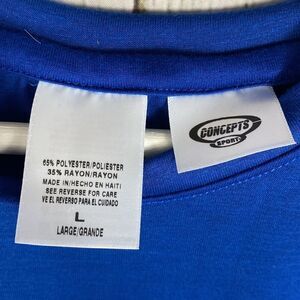 65% POLYESTER/POLIESTER
35% RAYON/RAYON
MADE IN/HECHO EN HAITI
SEE REVERSE FOR CARE
VE EL REVERSO PARA EL CUIDADO
L
LARGE/GRANDE
CONCEPTS
SPORT